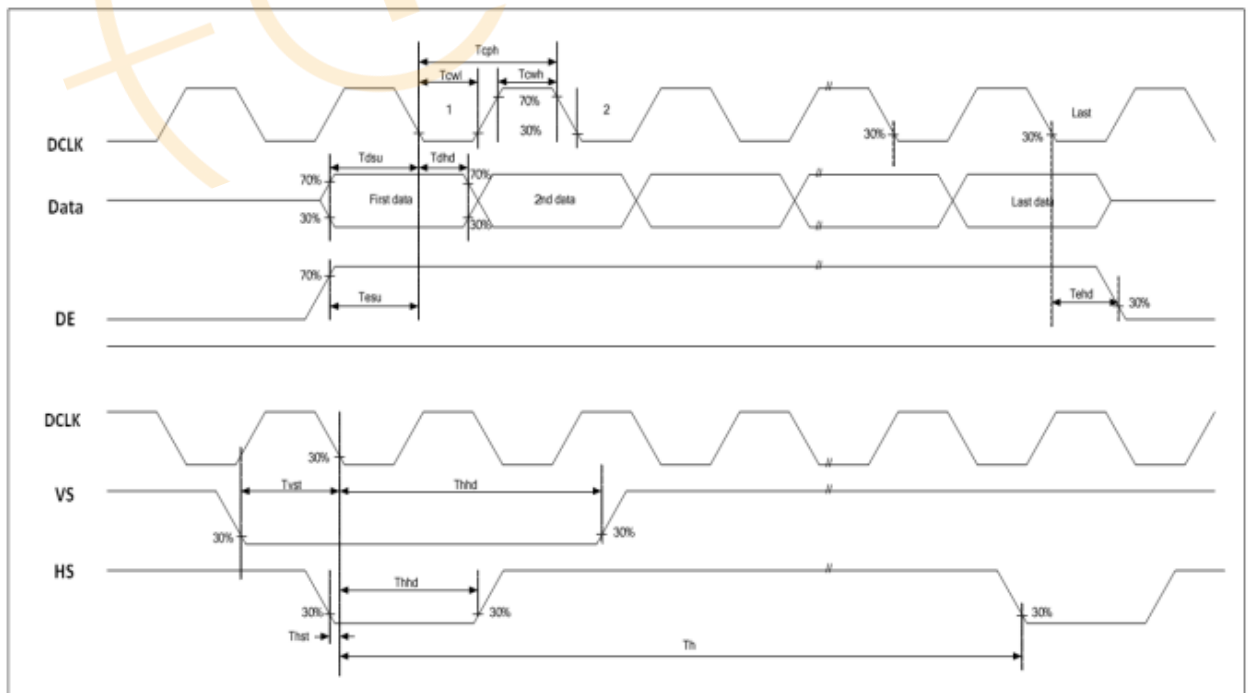 Tcph
Tcwl Tcwh
1 70% 2 Last
30% 30% 30%
DCLK
Tdsu Tdhd
70% 70%
Data First data 2nd data Last data
30% 30%
70%
Tesu Tehd 30%
DE
DCLK
30%
Tvst Thhd
VS
30% 30%
HS
Thhd
30% 30% 30%
Thst
Th